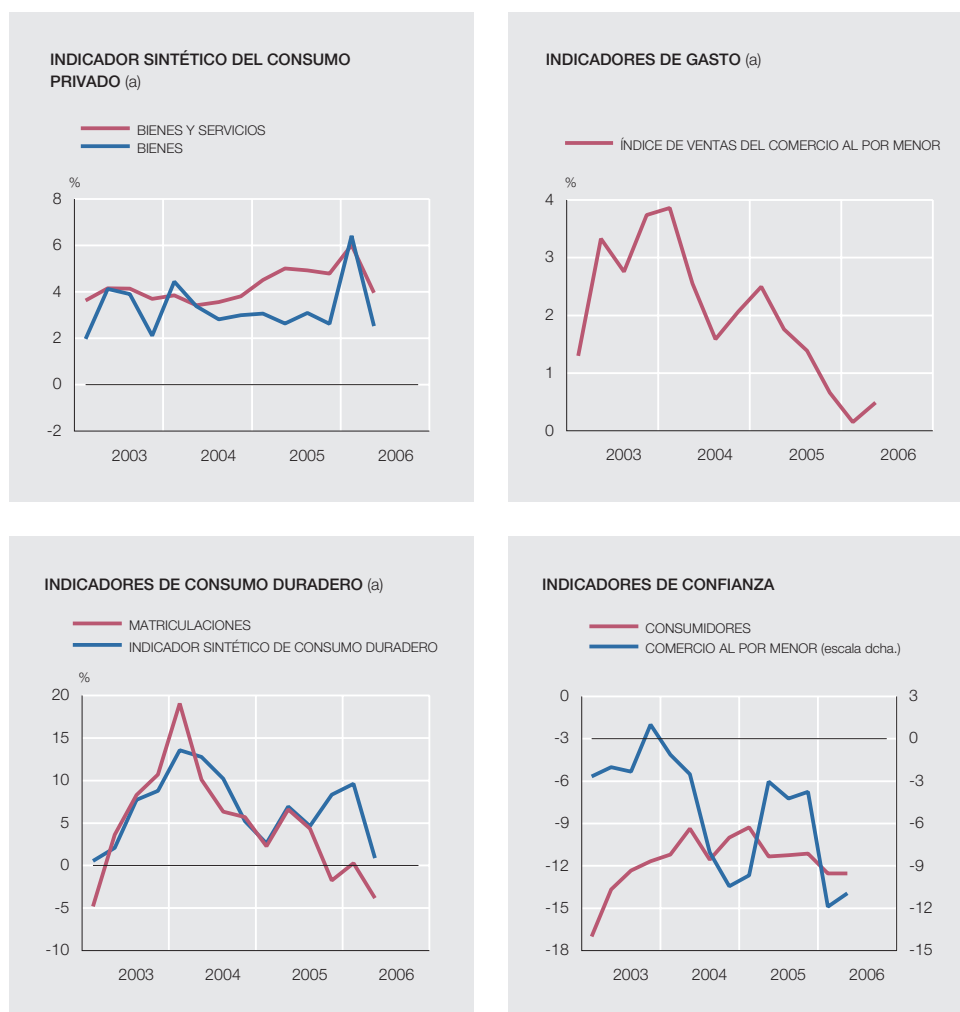 INDICADOR SINTÉTICO DEL CONSUMO
PRIVADO (a)
BIENES Y SERVICIOS
BIENES
%
8
6
4
2
0
-2
2003 2004 2005 2006
INDICADORES DE GASTO (a)
ÍNDICE DE VENTAS DEL COMERCIO AL POR MENOR
%
4
3
2
1
0
2003 2004 2005 2006
INDICADORES DE CONSUMO DURADERO (a)
MATRICULACIONES
INDICADOR SINTÉTICO DE CONSUMO DURADERO
%
20
15
10
5
0
-5
-10
2003 2004 2005 2006
INDICADORES DE CONFIANZA
CONSUMIDORES
COMERCIO AL POR MENOR (escala dcha.)
0 3
-3 0
-6 -3
-9 -6
-12 -9
-15 -12
-18 -15
2003 2004 2005 2006